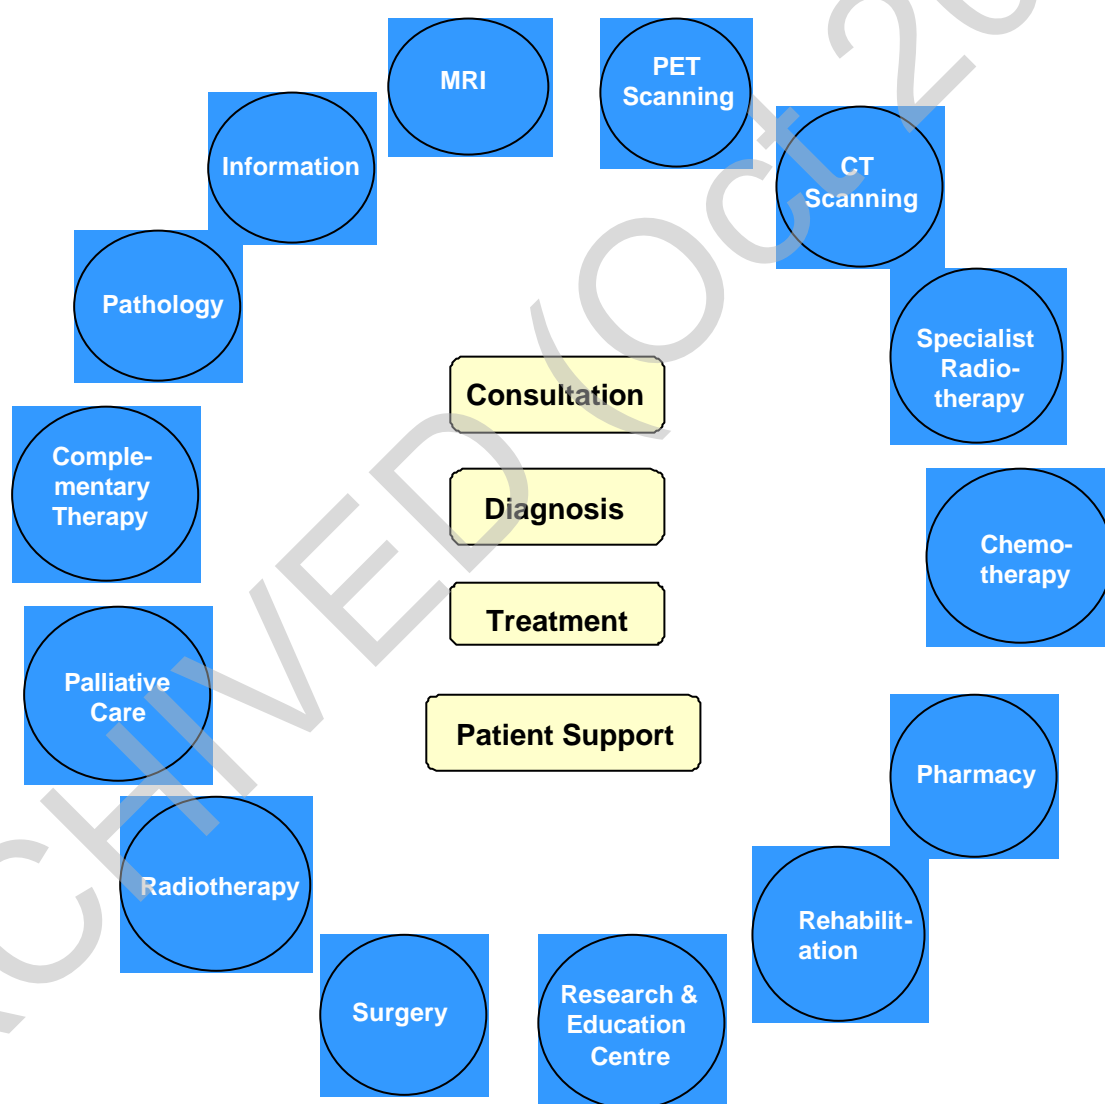 MRI
PET
Scanning
CT
Scanning
Information
Pathology
Specialist
Radio-
therapy
Consultation
Comple-
mentary
Therapy
Diagnosis
Chemo-
therapy
Treatment
Palliative
Care
Patient Support
Pharmacy
Radiotherapy
Rehabilit-
ation
Surgery
Research &
Education
Centre
CHIVED (Oct 20